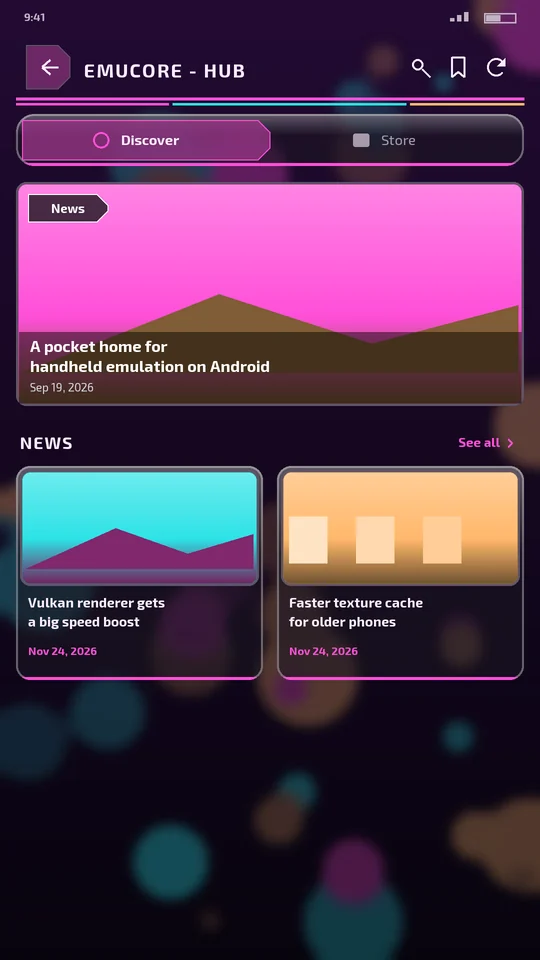 9:41
EMUCORE - HUB
Discover
Store
News
A pocket home for
handheld emulation on Android
Sep 19, 2026
NEWS
See all
Vulkan renderer gets
a big speed boost
Nov 24, 2026
Faster texture cache
for older phones
Nov 24, 2026